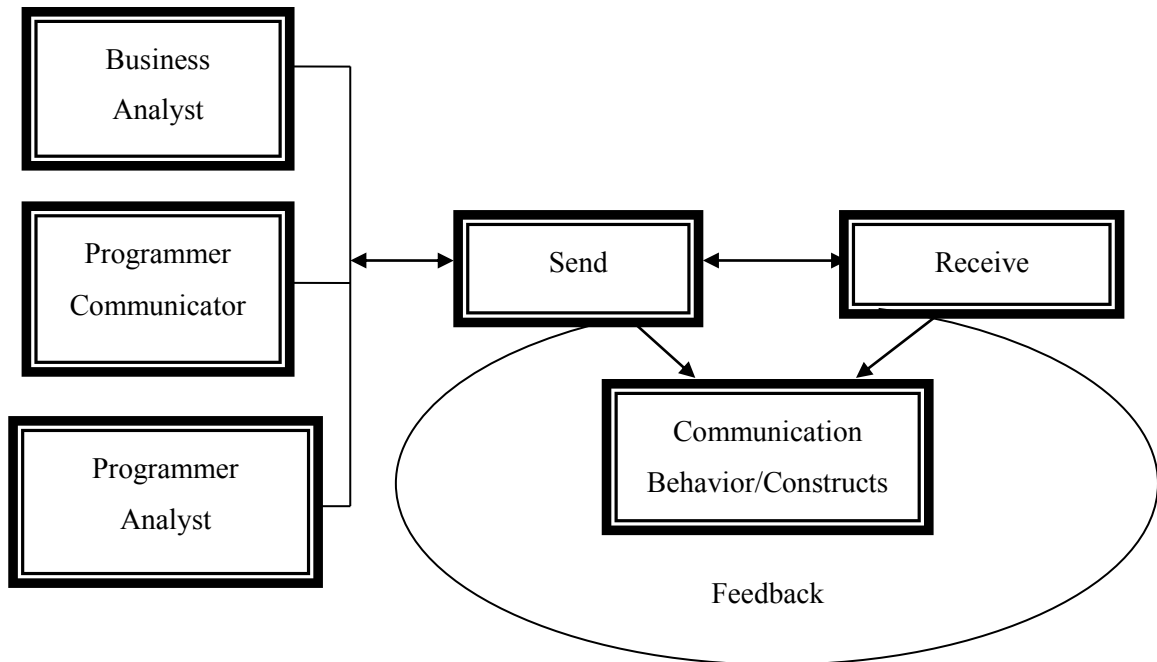 Business
Analyst
Programmer
Communicator
Programmer
Analyst
Send
Receive
Communication
Behavior/Constructs
Feedback